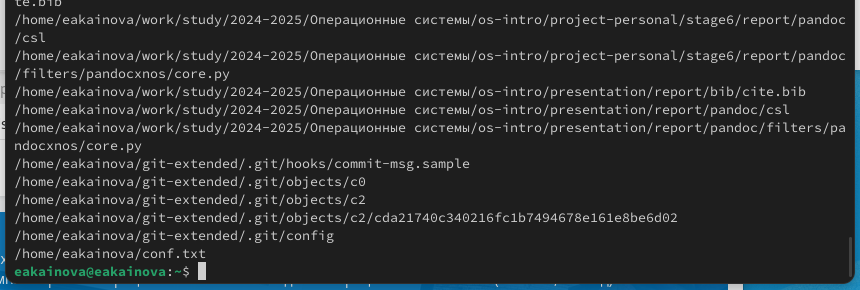 te.bib
/home/eakainova/work/study/2024-2025/Операционные системы/os-intro/project-personal/stage6/report/pandoc
/csl
/home/eakainova/work/study/2024-2025/Операционные системы/os-intro/project-personal/stage6/report/pandoc
/filters/pandocxnos/core.py
/home/eakainova/work/study/2024-2025/Операционные системы/os-intro/presentation/report/bib/cite.bib
/home/eakainova/work/study/2024-2025/Операционные системы/os-intro/presentation/report/pandoc/csl
/home/eakainova/work/study/2024-2025/Операционные системы/os-intro/presentation/report/pandoc/filters/pa
ndocxnos/core.py
/home/eakainova/git-extended/.git/hooks/commit-msg.sample
/home/eakainova/git-extended/.git/objects/c0
/home/eakainova/git-extended/.git/objects/c2
/home/eakainova/git-extended/.git/objects/c2/cda21740c340216fc1b7494678e161e8be6d02
/home/eakainova/git-extended/.git/config
/home/eakainova/conf.txt
eakainova@eakainova:~$